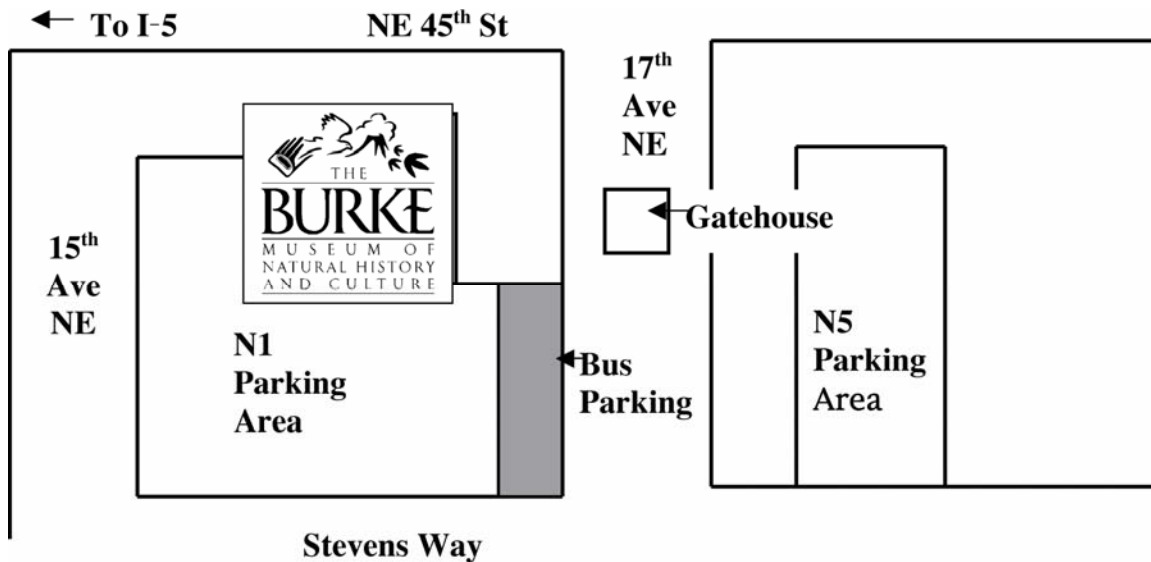 To I-5
NE 45th St
17th
Ave
NE
THE
BURKE
MUSEUM OF
NATURAL HISTORY
AND CULTURE
Gatehouse
15th
Ave
NE
N1
Parking
Area
Bus
Parking
N5
Parking
Area
Stevens Way